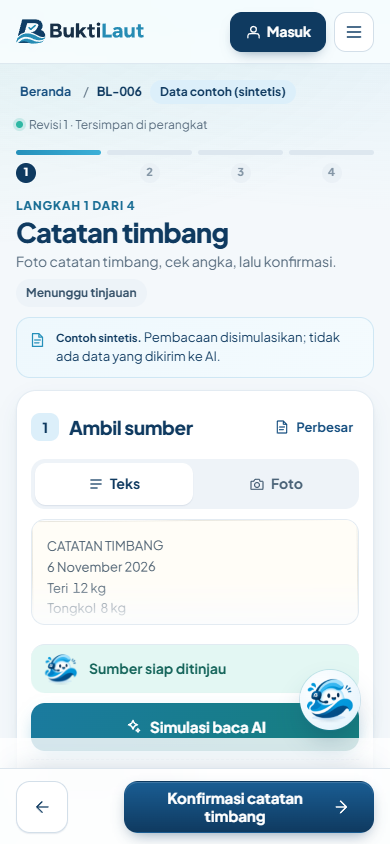 BuktiLaut
Masuk
Beranda / BL-006 Data contoh (sintetis)
Revisi 1 · Tersimpan di perangkat
1 2 3 4
LANGKAH 1 DARI 4
Catatan timbang
Foto catatan timbang, cek angka, lalu konfirmasi.
Menunggu tinjauan
Contoh sintetis. Pembacaan disimulasikan; tidak
ada data yang dikirim ke AI.
1 Ambil sumber Perbesar
Teks Foto
CATATAN TIMBANG
6 November 2026
Teri 12 kg
Tongkol 8 kg
Sumber siap ditinjau
Simulasi baca AI
Konfirmasi catatan
timbang